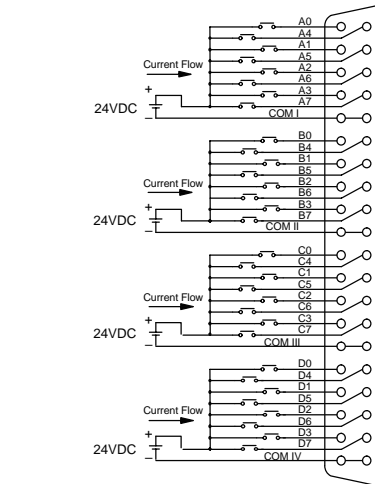 A0
A4
A1
A5
Current Flow
A2
A6
+
A3
24VDC
A7
–
COM I
B0
B4
B1
B5
Current Flow
B2
B6
+
B3
24VDC
B7
–
COM II
C0
C4
C1
C5
Current Flow
C2
C6
+
C3
24VDC
C7
–
COM III
D0
D4
D1
D5
Current Flow
D2
D6
+
D3
24VDC
D7
–
COM IV